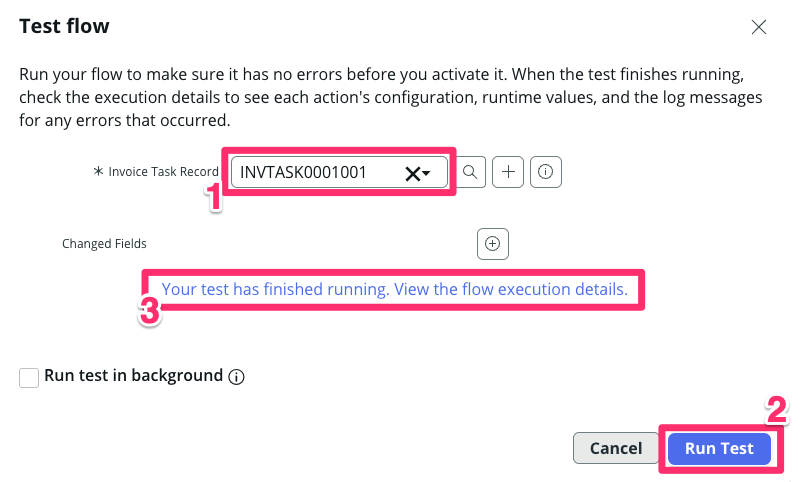 Test flow
Run your flow to make sure it has no errors before you activate it. When the test finishes running,
check the execution details to see each action's configuration, runtime values, and the log messages
for any errors that occurred.
* Invoice Task Record INVTASK0001001
1
Changed Fields
Your test has finished running. View the flow execution details.
3
Run test in background
2
Cancel Run Test